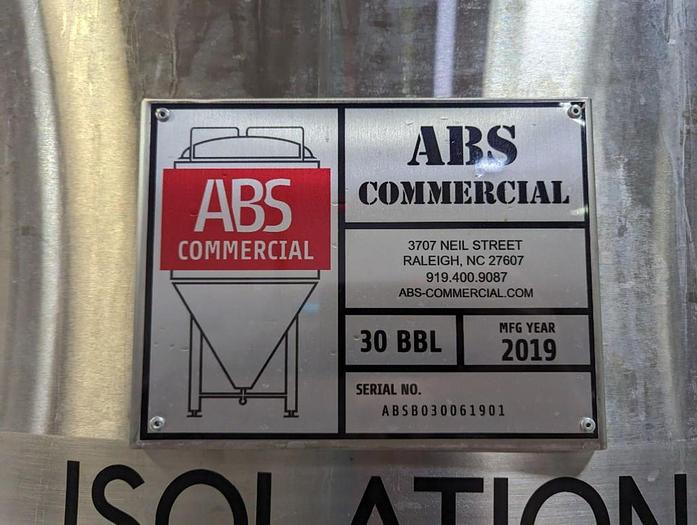 ABS
COMMERCIAL
ABS
COMMERCIAL
3707 NEIL STREET
RALEIGH, NC 27607
919.400.9087
ABS-COMMERCIAL.COM
30 BBL
MFG YEAR
2019
SERIAL NO.
ABSB030061901
ISOLATION